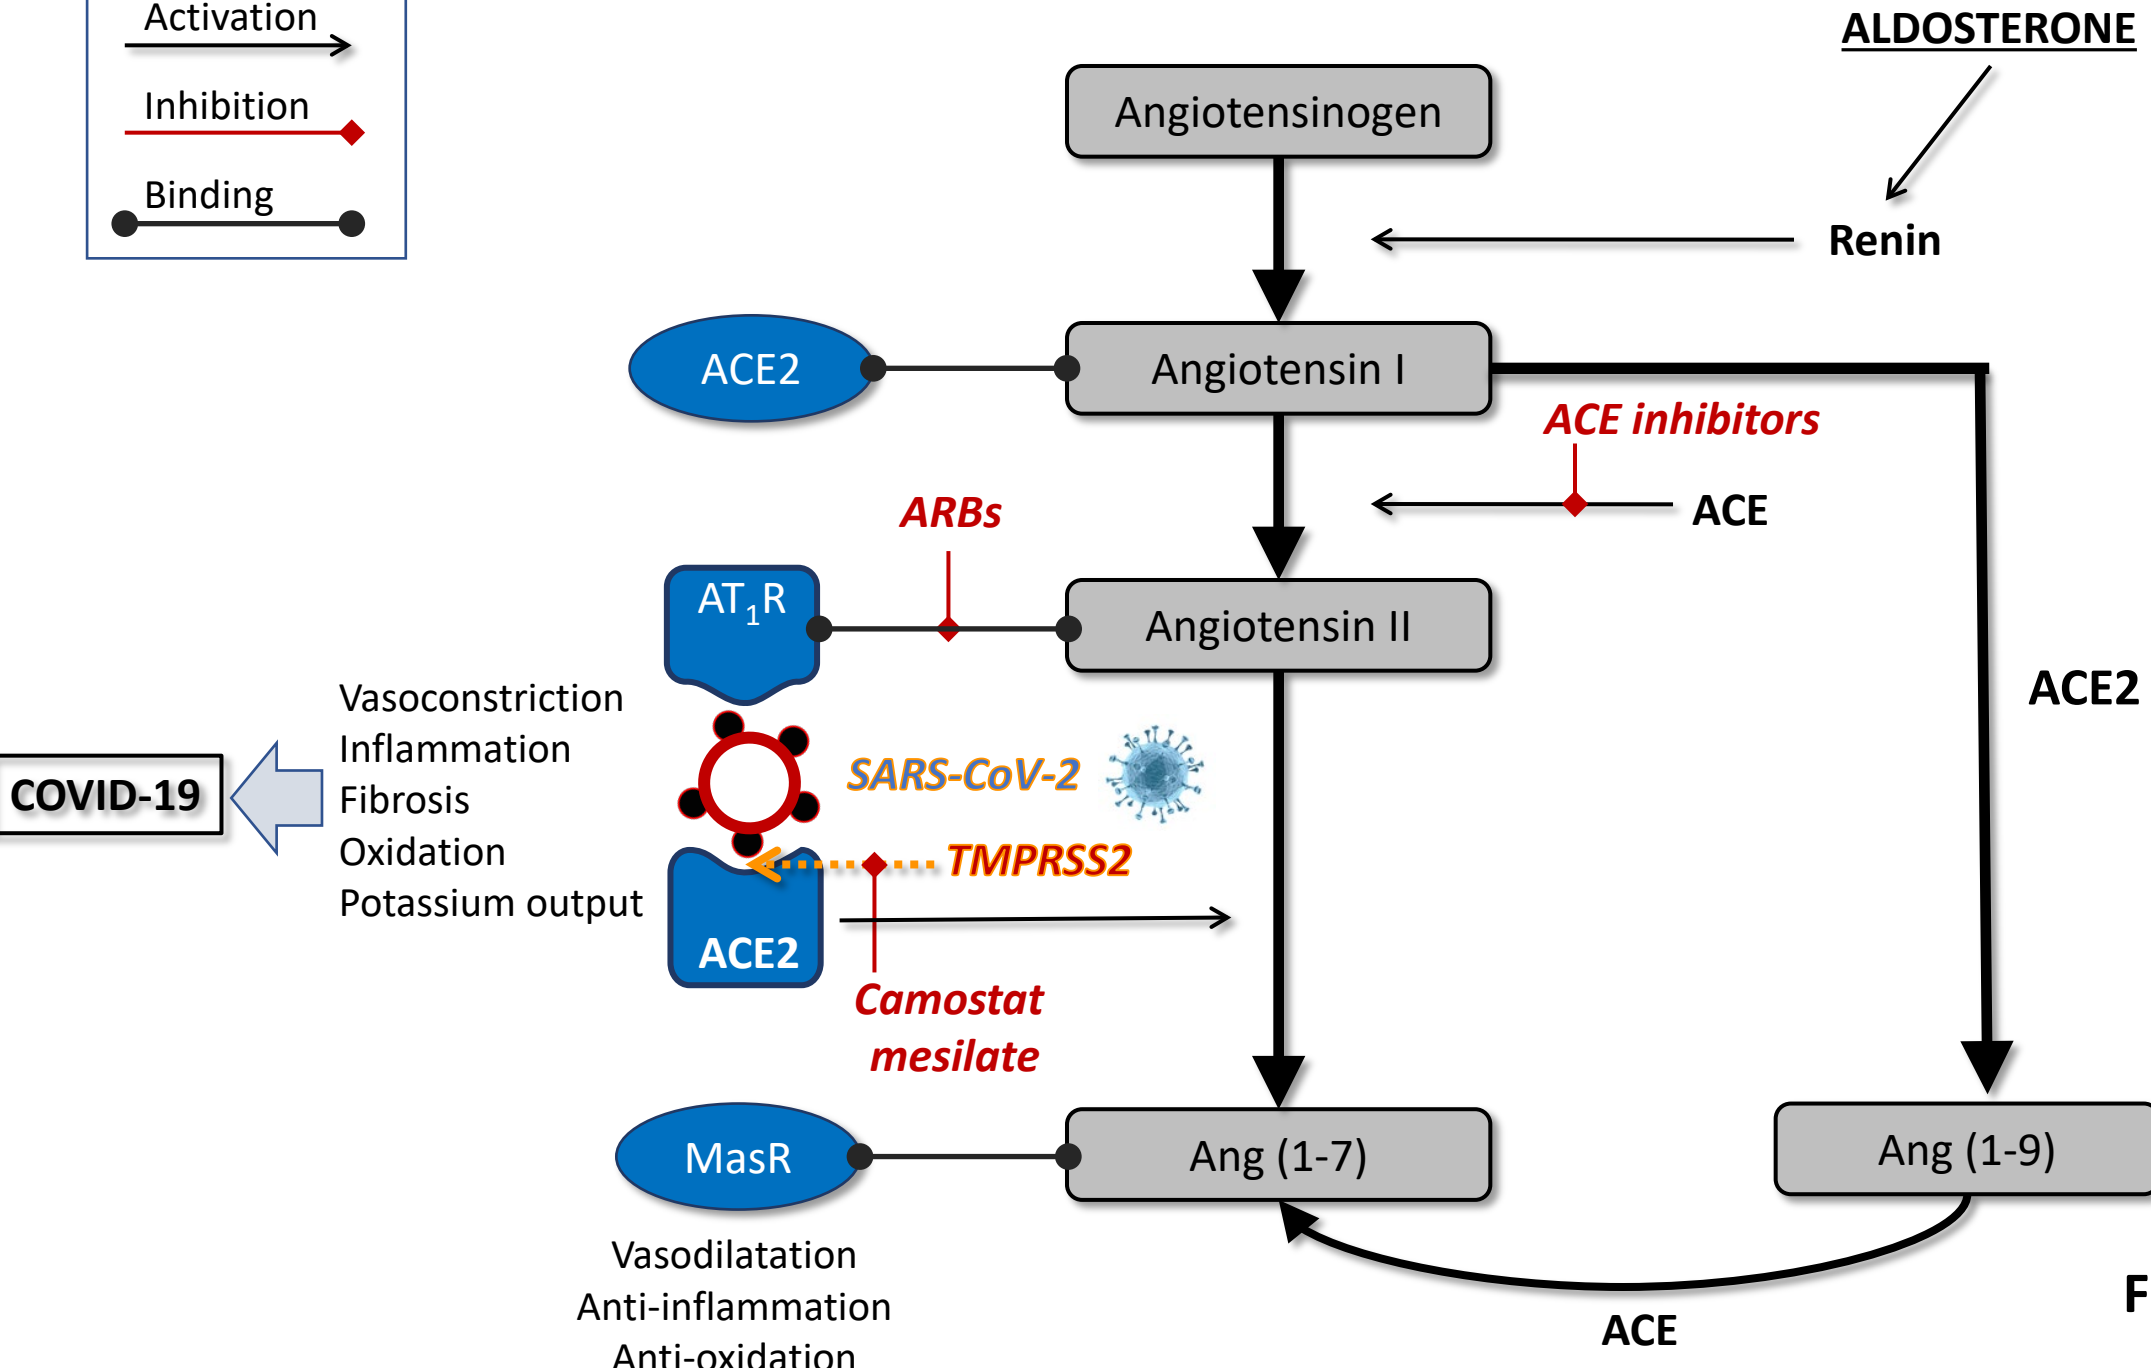 Activation
Inhibition
Binding
ALDOSTERONE
Angiotensinogen
Renin
ACE2
Angiotensin I
ACE inhibitors
ACE
ARBs
AT₁R
Angiotensin II
ACE2
Vasoconstriction
Inflammation
Fibrosis
Oxidation
Potassium output
COVID-19
SARS-CoV-2
TMPRSS2
ACE2
Camostat
mesilate
MasR
Ang (1-7)
Ang (1-9)
Vasodilatation
Anti-inflammation
Anti-oxidation
ACE
F